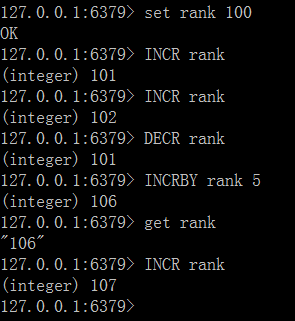 127.0.0.1:6379> set rank 100
OK
127.0.0.1:6379> INCR rank
(integer) 101
127.0.0.1:6379> INCR rank
(integer) 102
127.0.0.1:6379> DECR rank
(integer) 101
127.0.0.1:6379> INCRBY rank 5
(integer) 106
127.0.0.1:6379> get rank
"106"
127.0.0.1:6379> INCR rank
(integer) 107
127.0.0.1:6379>